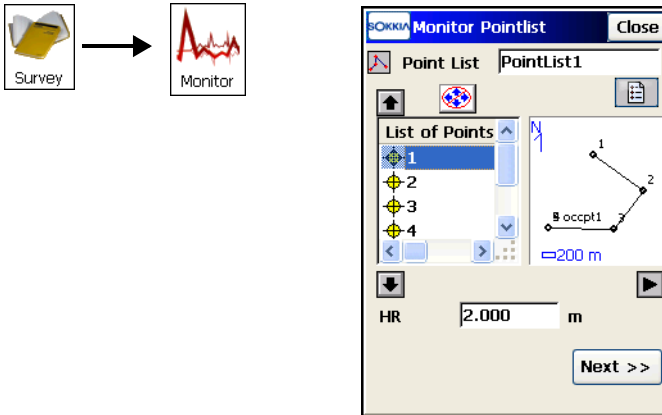 Survey
Monitor
SOKKIA Monitor Pointlist Close
Point List PointList1
List of Points
1
2
3
4
N
1
2
3
occpt1
200 m
HR 2.000 m
Next >>